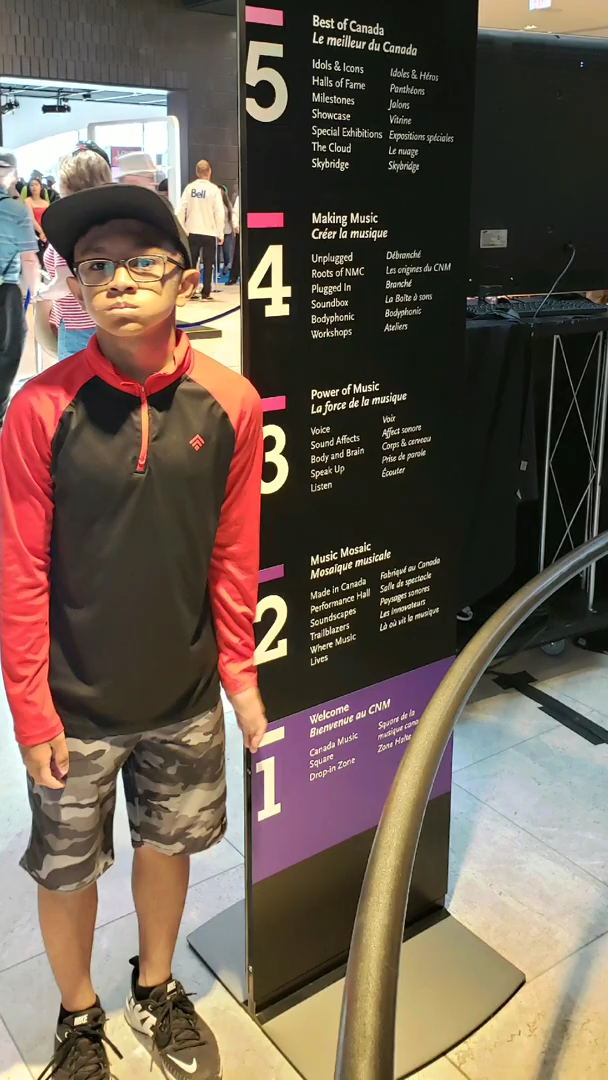 5
Best of Canada
Le meilleur du Canada
Idols & Icons
Halls of Fame
Milestones
Showcase
Special Exhibitions
The Cloud
Skybridge
Idoles & Héros
Panthéons
Jalons
Vitrine
Expositions spéciales
Le nuage
Skybridge
4
Making Music
Créer la musique
Unplugged
Roots of NMC
Plugged In
Soundbox
Bodyphonic
Workshops
Débranché
Les origines du CNM
Branché
La Boîte à sons
Bodyphonic
Ateliers
3
Power of Music
La force de la musique
Voice
Sound Affects
Body and Brain
Speak Up
Listen
Voix
Affect sonore
Corps & cerveau
Prise de parole
Écouter
2
Music Mosaic
Mosaïque musicale
Made in Canada
Performance Hall
Soundscapes
Trailblazers
Where Music
Lives
Fabriqué au Canada
Salle de spectacle
Paysages sonores
Les innovateurs
Là où vit la musique
1
Welcome
Bienvenue au CNM
Canada Music
Square
Drop-in Zone
Square de la
musique
Zone Halte
Bell